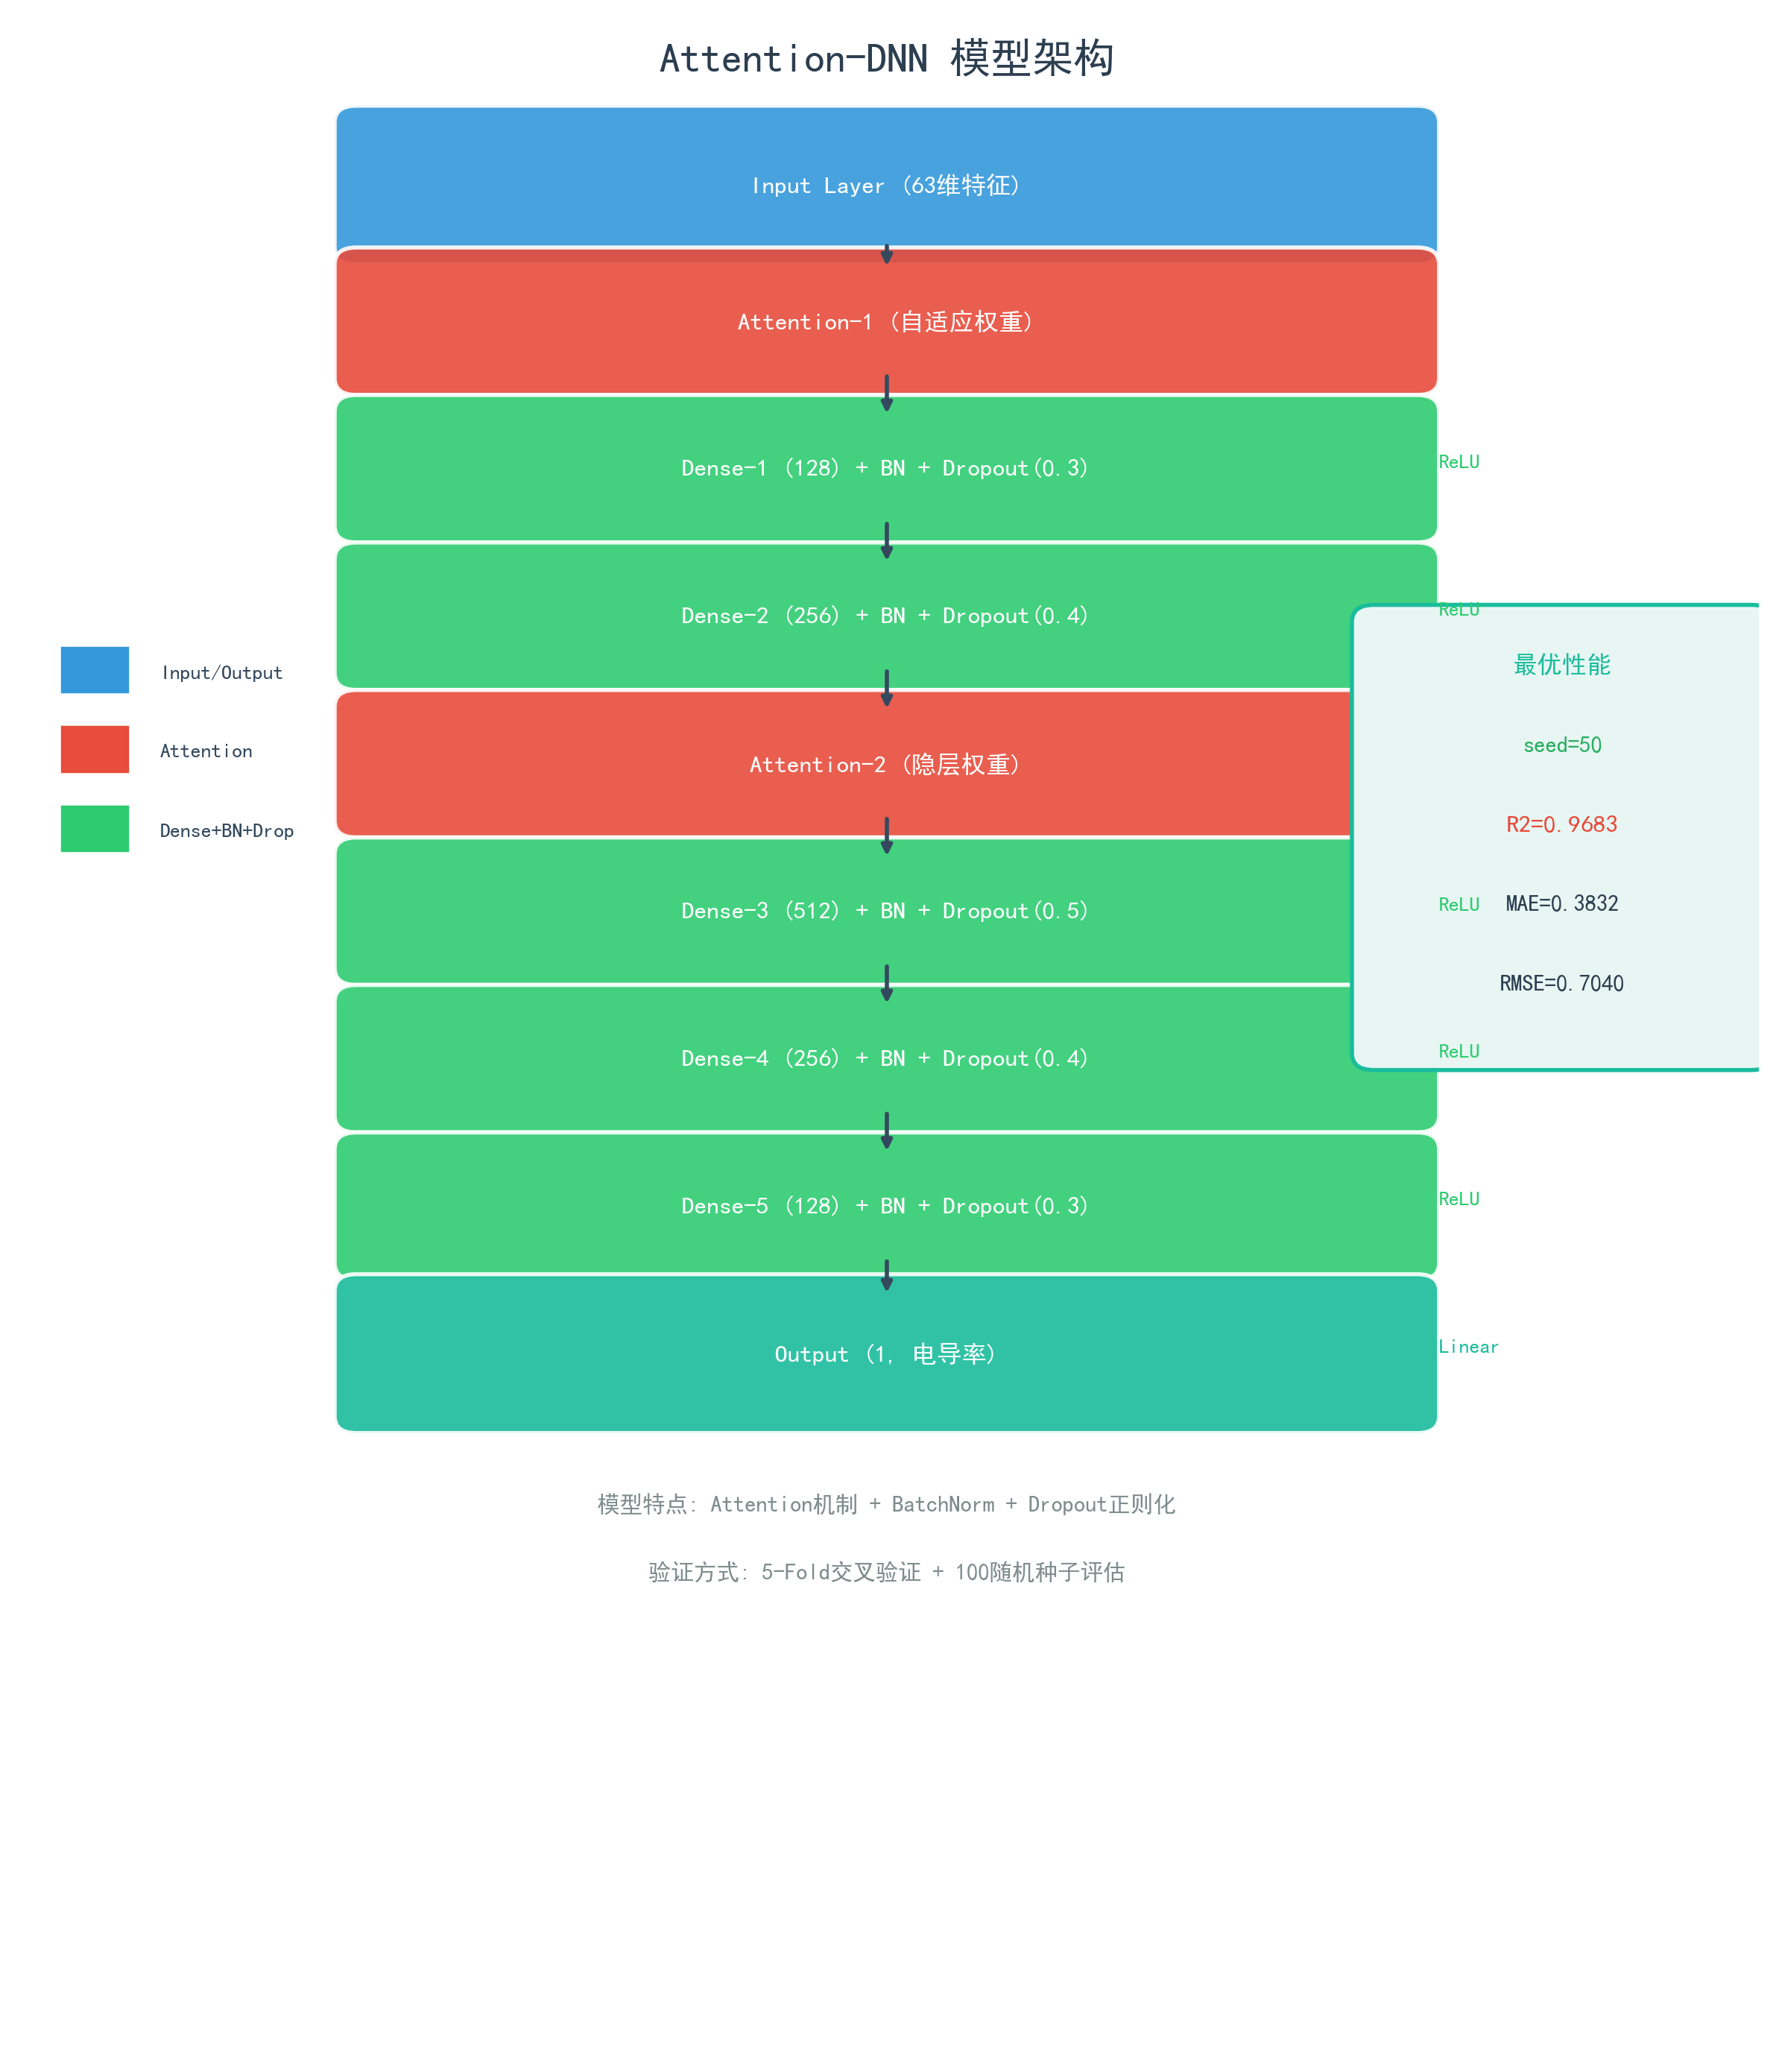 Attention-DNN 模型架构
Input Layer (63维特征)
Attention-1 (自适应权重)
Dense-1 (128) + BN + Dropout(0.3)
ReLU
Dense-2 (256) + BN + Dropout(0.4)
ReLU
Attention-2 (隐层权重)
Dense-3 (512) + BN + Dropout(0.5)
ReLU
Dense-4 (256) + BN + Dropout(0.4)
ReLU
Dense-5 (128) + BN + Dropout(0.3)
ReLU
Output (1, 电导率)
Linear
Input/Output
Attention
Dense+BN+Drop
最优性能
seed=50
R2=0.9683
MAE=0.3832
RMSE=0.7040
模型特点: Attention机制 + BatchNorm + Dropout正则化
验证方式: 5-Fold交叉验证 + 100随机种子评估